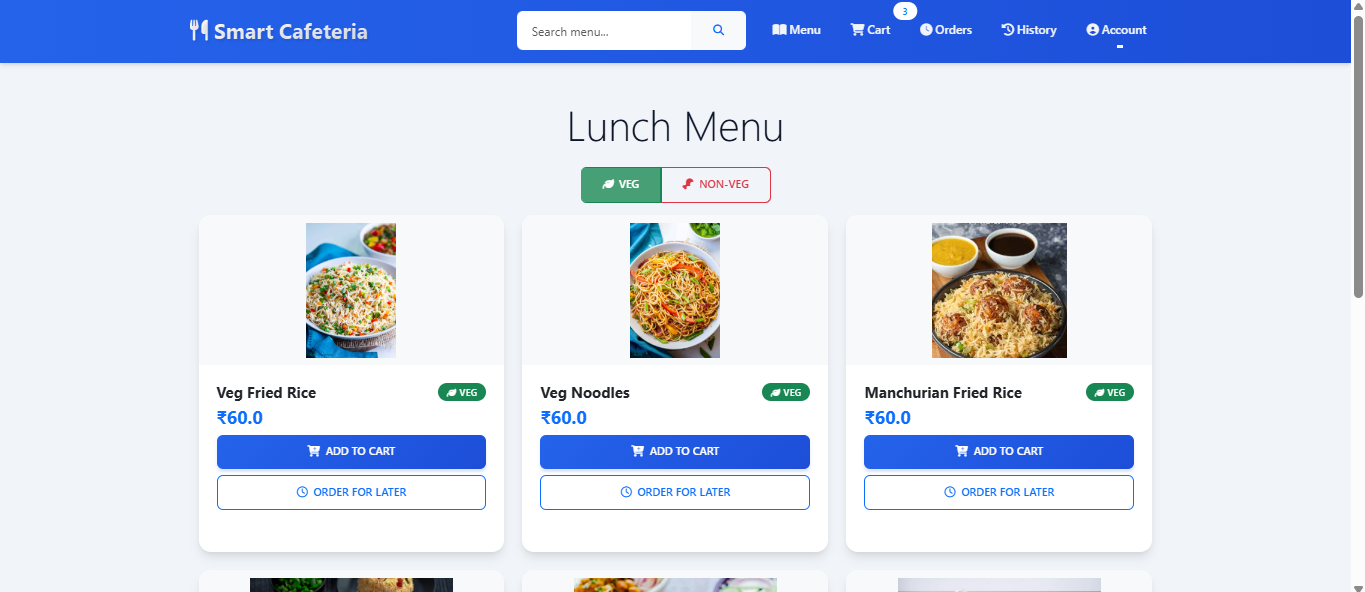 Smart Cafeteria
Search menu...
Menu
Cart
3
Orders
History
Account
Lunch Menu
VEG
NON-VEG
Veg Fried Rice
VEG
₹60.0
ADD TO CART
ORDER FOR LATER
Veg Noodles
VEG
₹60.0
ADD TO CART
ORDER FOR LATER
Manchurian Fried Rice
VEG
₹60.0
ADD TO CART
ORDER FOR LATER